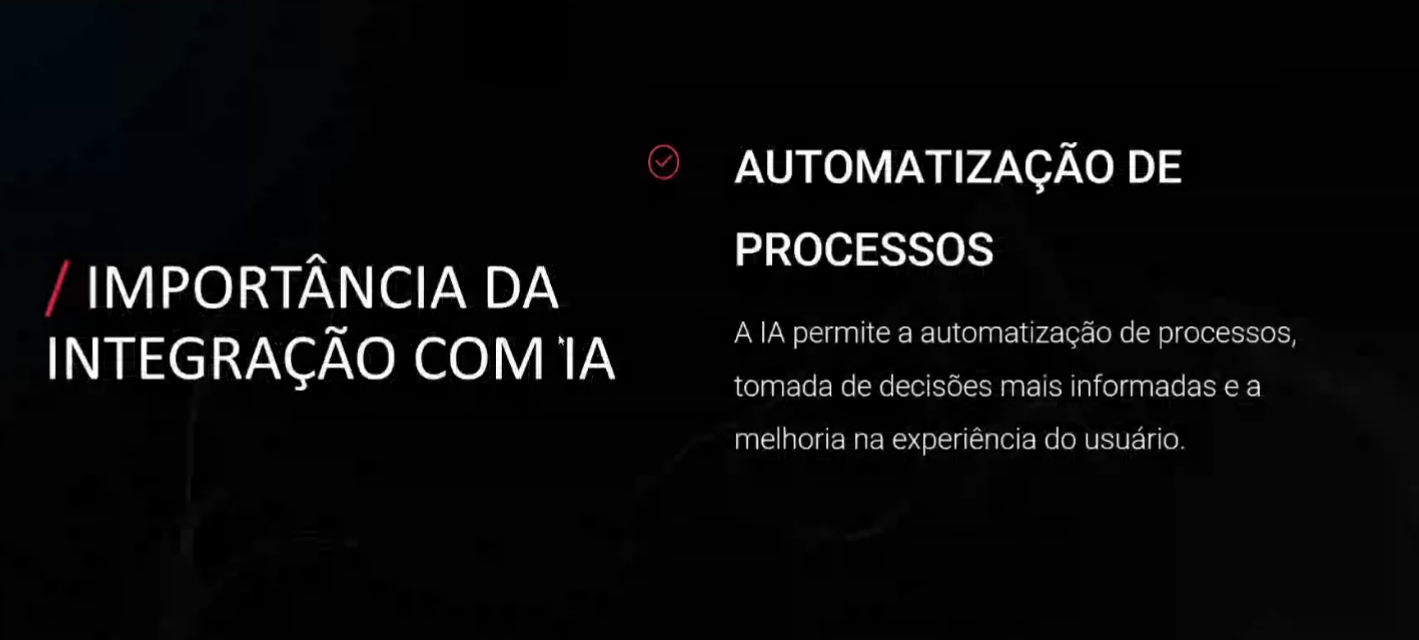 / IMPORTÂNCIA DA
INTEGRAÇÃO COM IA
AUTOMATIZAÇÃO DE
PROCESSOS
A IA permite a automatização de processos,
tomada de decisões mais informadas e a
melhoria na experiência do usuário.